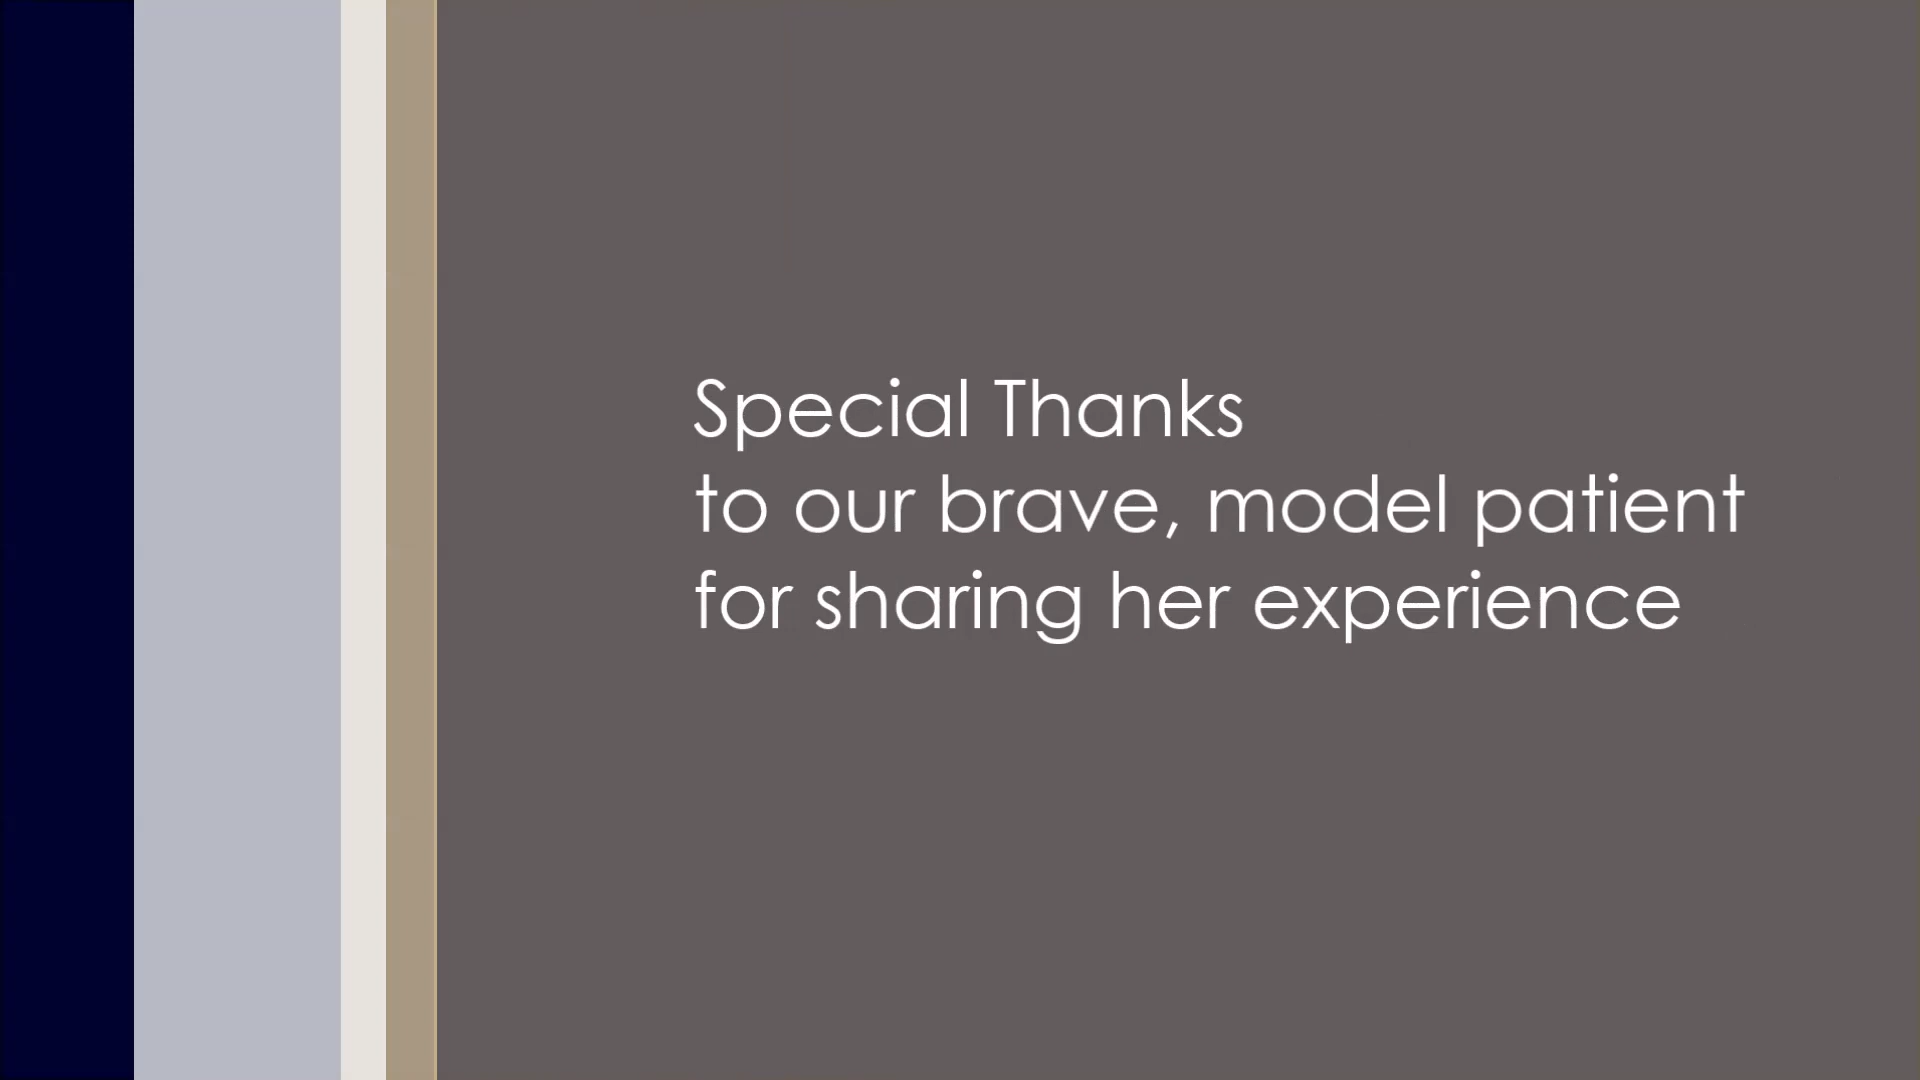 Special Thanks
to our brave, model patient
for sharing her experience